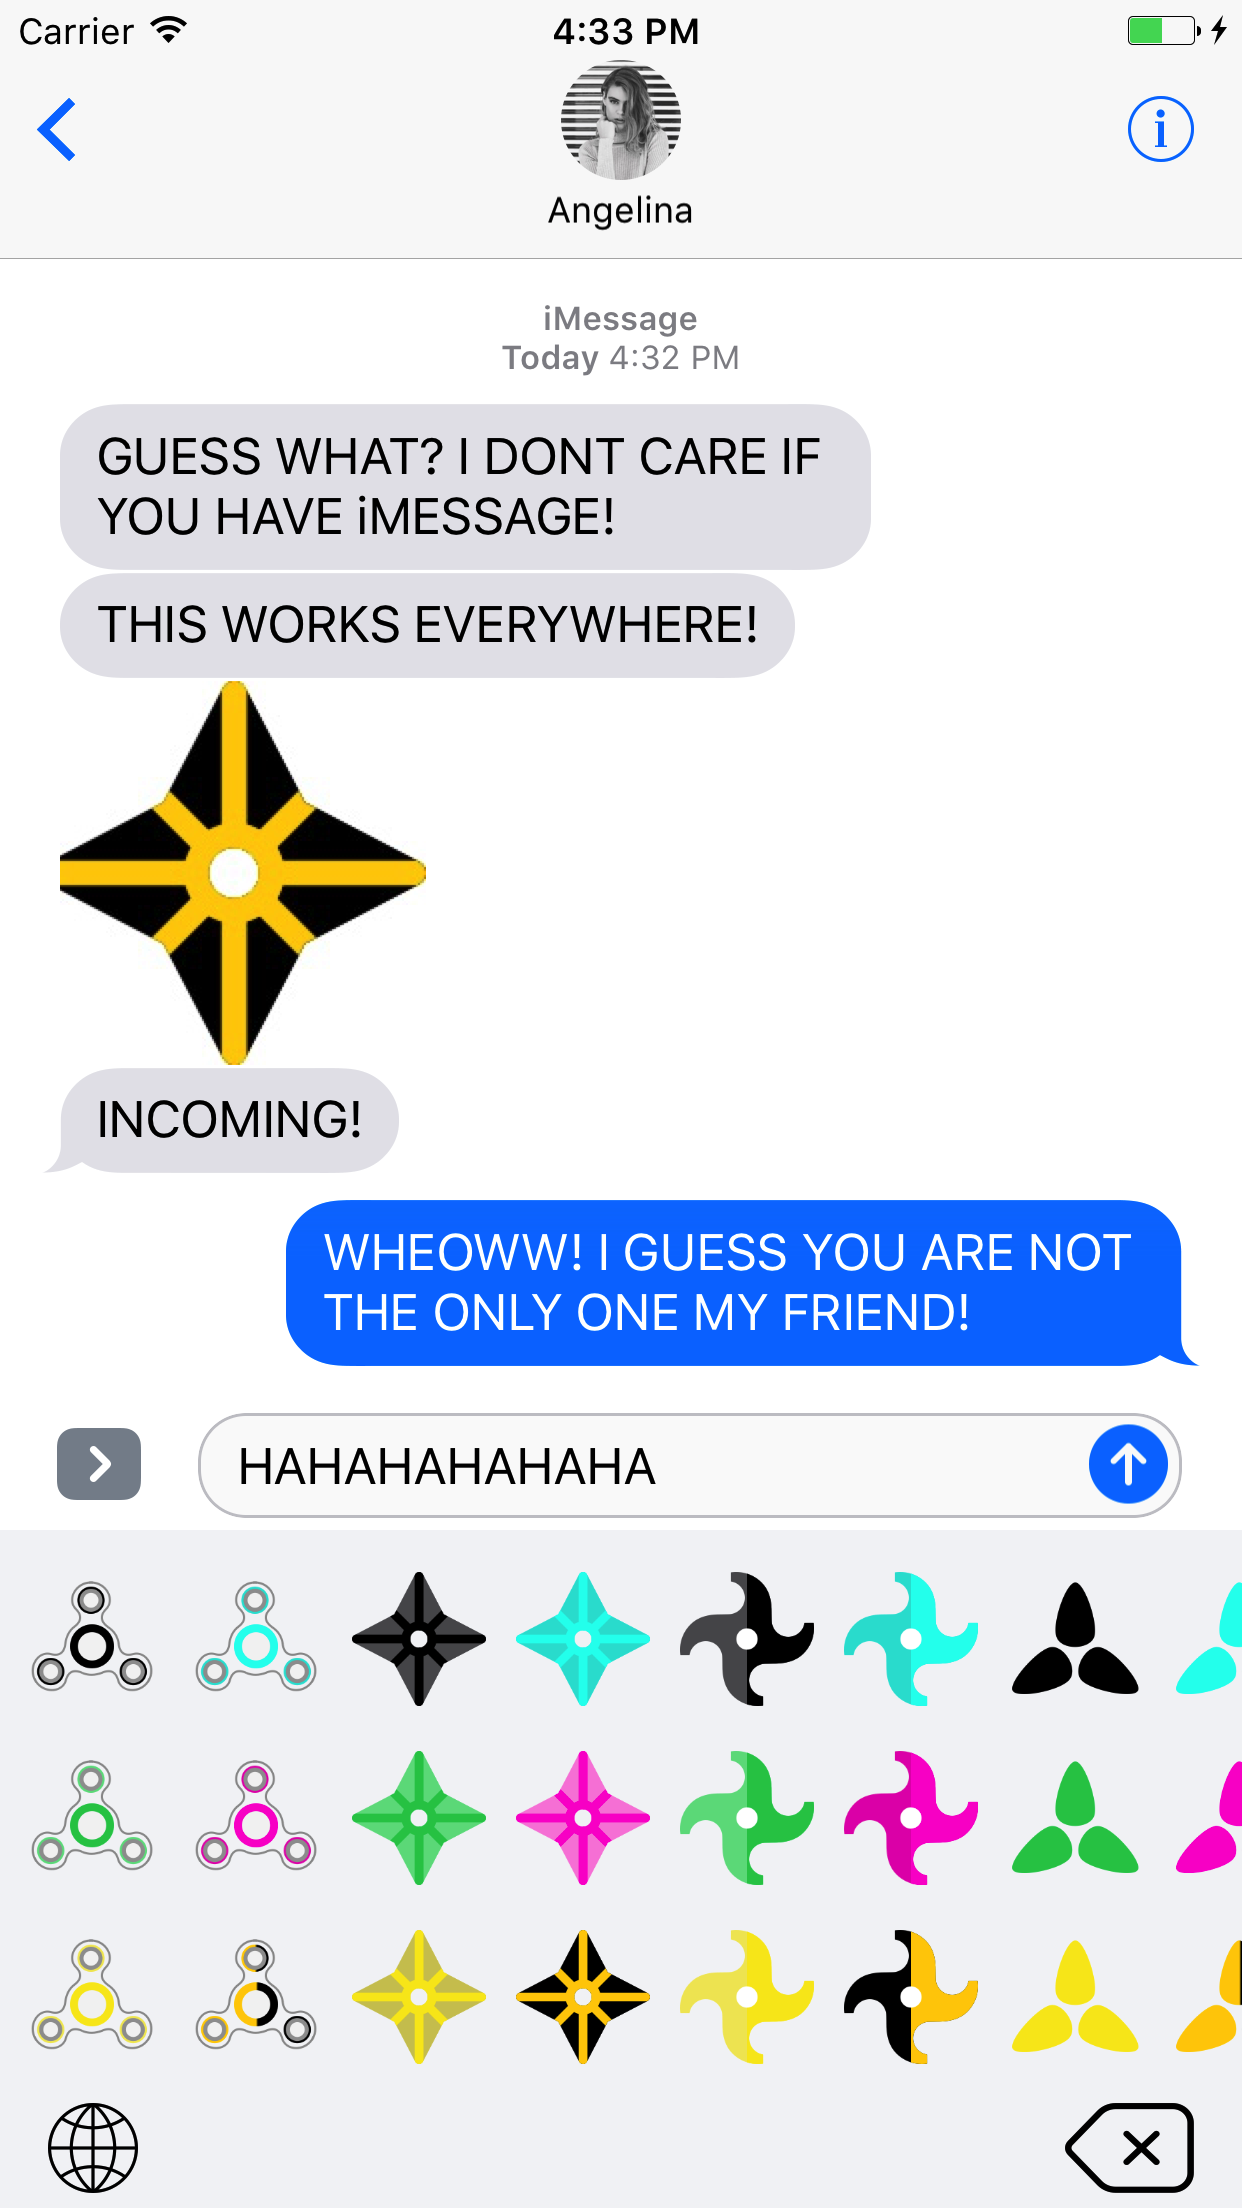 Carrier
4:33 PM
Angelina
iMessage
Today 4:32 PM
GUESS WHAT? I DONT CARE IF
YOU HAVE iMESSAGE!
THIS WORKS EVERYWHERE!
INCOMING!
WHEOWW! I GUESS YOU ARE NOT
THE ONLY ONE MY FRIEND!
HAHAHAHAHAHA